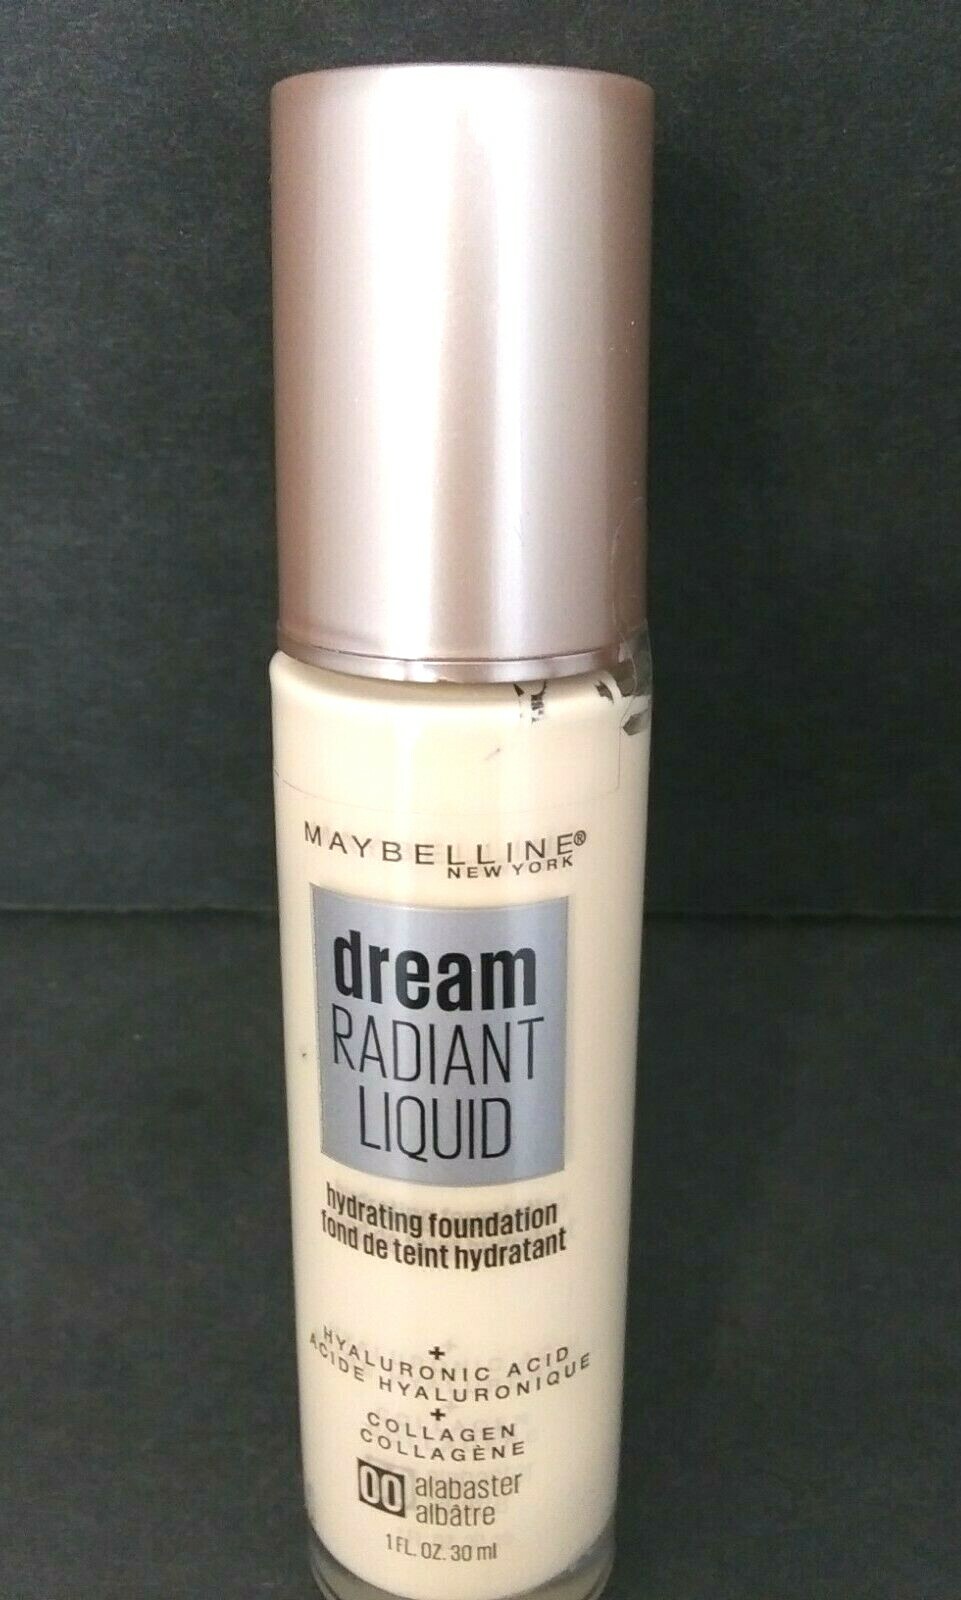 MAYBELLINE®
NEW YORK
dream
RADIANT
LIQUID
hydrating foundation
fond de teint hydratant
+
HYALURONIC ACID
ACIDE HYALURONIQUE
+
COLLAGEN
COLLAGÈNE
00 alabaster
albâtre
1 FL. OZ. 30 ml